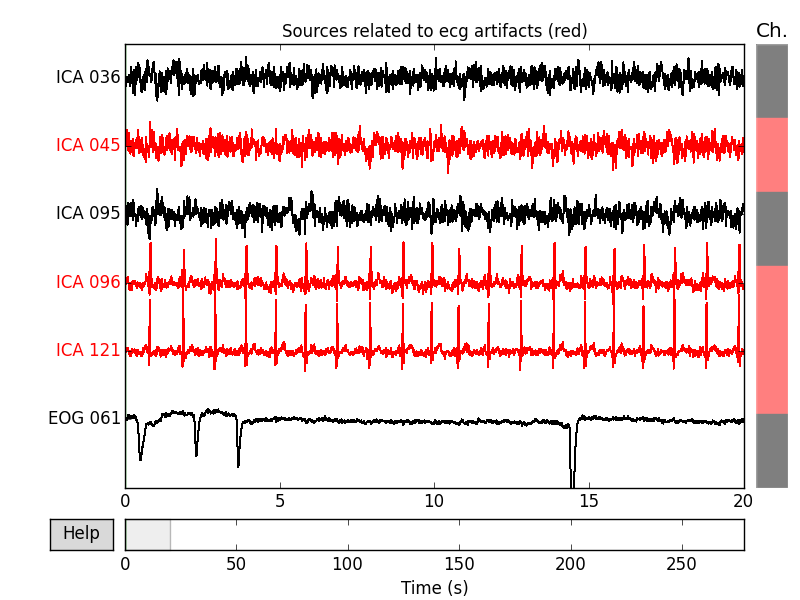 Sources related to ecg artifacts (red)
Ch.
ICA 036
ICA 045
ICA 095
ICA 096
ICA 121
EOG 061
0 5 10 15 20
Help
0 50 100 150 200 250
Time (s)